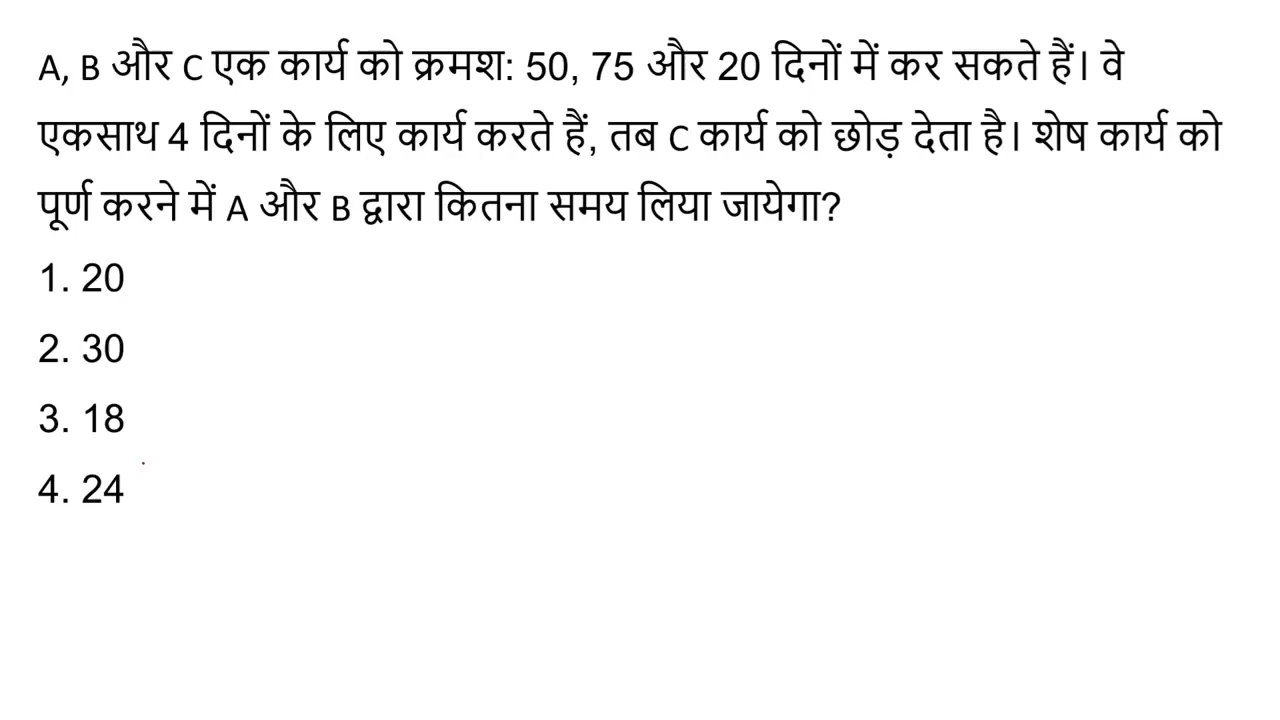 A, B और C एक कार्य को क्रमश: 50, 75 और 20 दिनों में कर सकते हैं। वे
एकसाथ 4 दिनों के लिए कार्य करते हैं, तब C कार्य को छोड़ देता है। शेष कार्य को
पूर्ण करने में A और B द्वारा कितना समय लिया जायेगा?
1. 20
2. 30
3. 18
4. 24